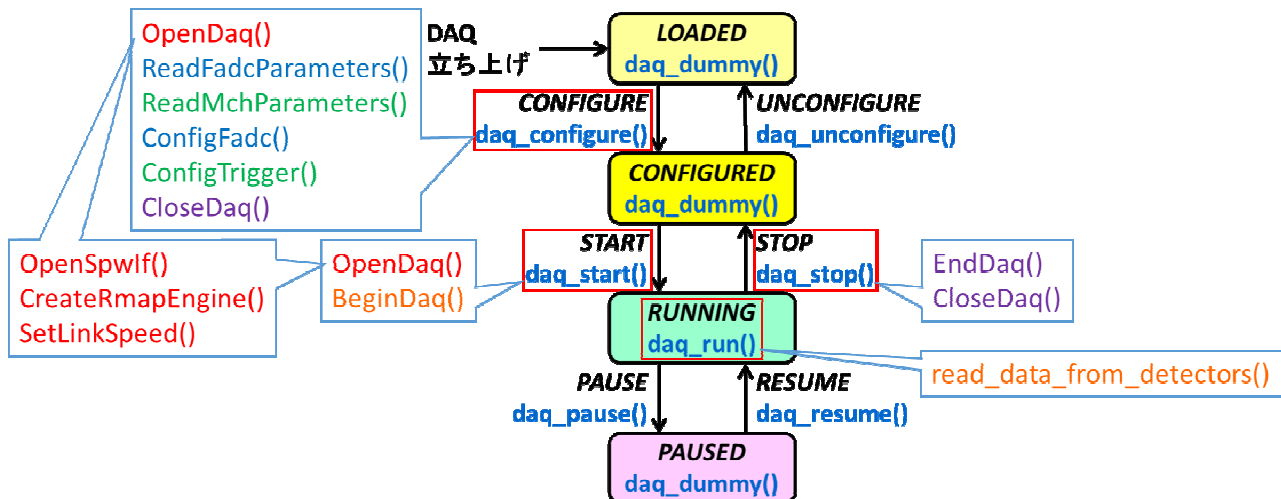 OpenDaq()
ReadFadcParameters()
ReadMchParameters()
ConfigFadc()
ConfigTrigger()
CloseDaq()
DAQ
立ち上げ
LOADED
daq_dummy()
CONFIGURE
daq_configure()
UNCONFIGURE
daq_unconfigure()
CONFIGURED
daq_dummy()
OpenSpwIf()
CreateRmapEngine()
SetLinkSpeed()
OpenDaq()
BeginDaq()
START
daq_start()
STOP
daq_stop()
EndDaq()
CloseDaq()
RUNNING
daq_run()
read_data_from_detectors()
PAUSE
daq_pause()
RESUME
daq_resume()
PAUSED
daq_dummy()